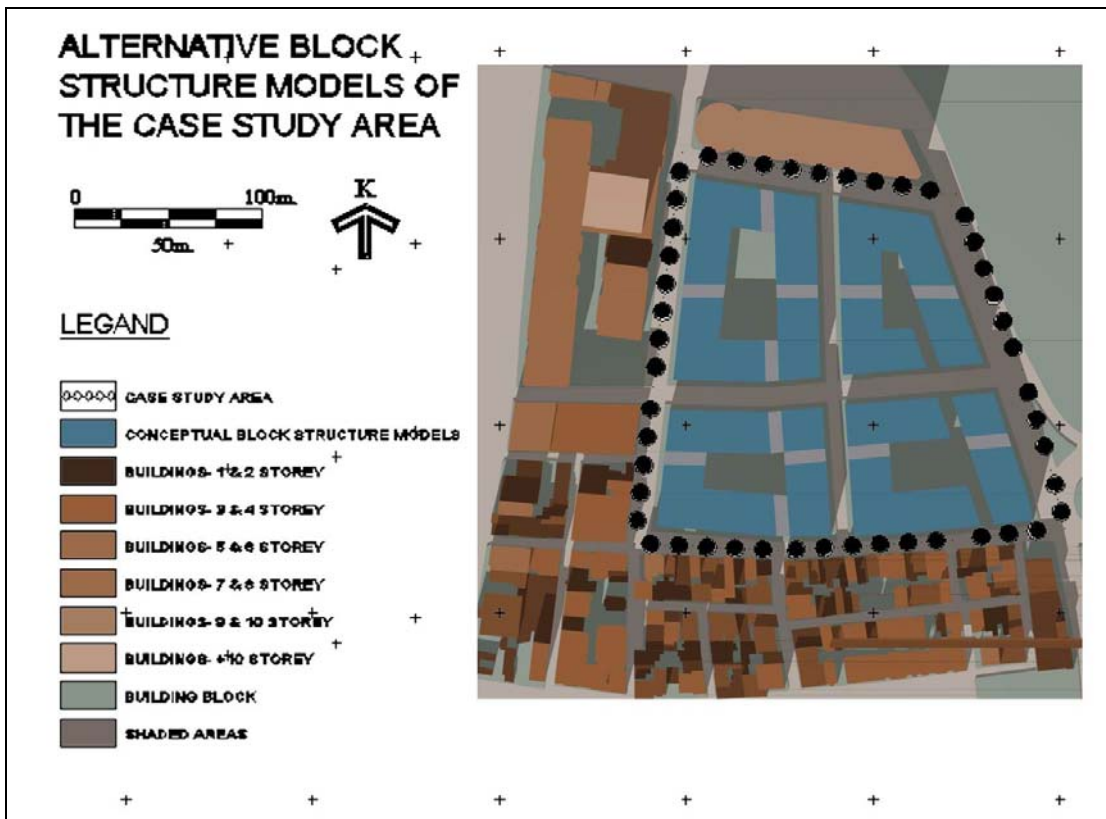 ALTERNATIVE BLOCK
STRUCTURE MODELS OF
THE CASE STUDY AREA
0 100m.
50m.
K
LEGAND
CASE STUDY AREA
CONCEPTUAL BLOCK STRUCTURE MODELS
BUILDINGS- 1 & 2 STOREY
BUILDINGS- 3 & 4 STOREY
BUILDINGS- 5 & 6 STOREY
BUILDINGS- 7 & 8 STOREY
BUILDINGS- 9 & 10 STOREY
BUILDINGS- +10 STOREY
BUILDING BLOCK
SHADED AREAS